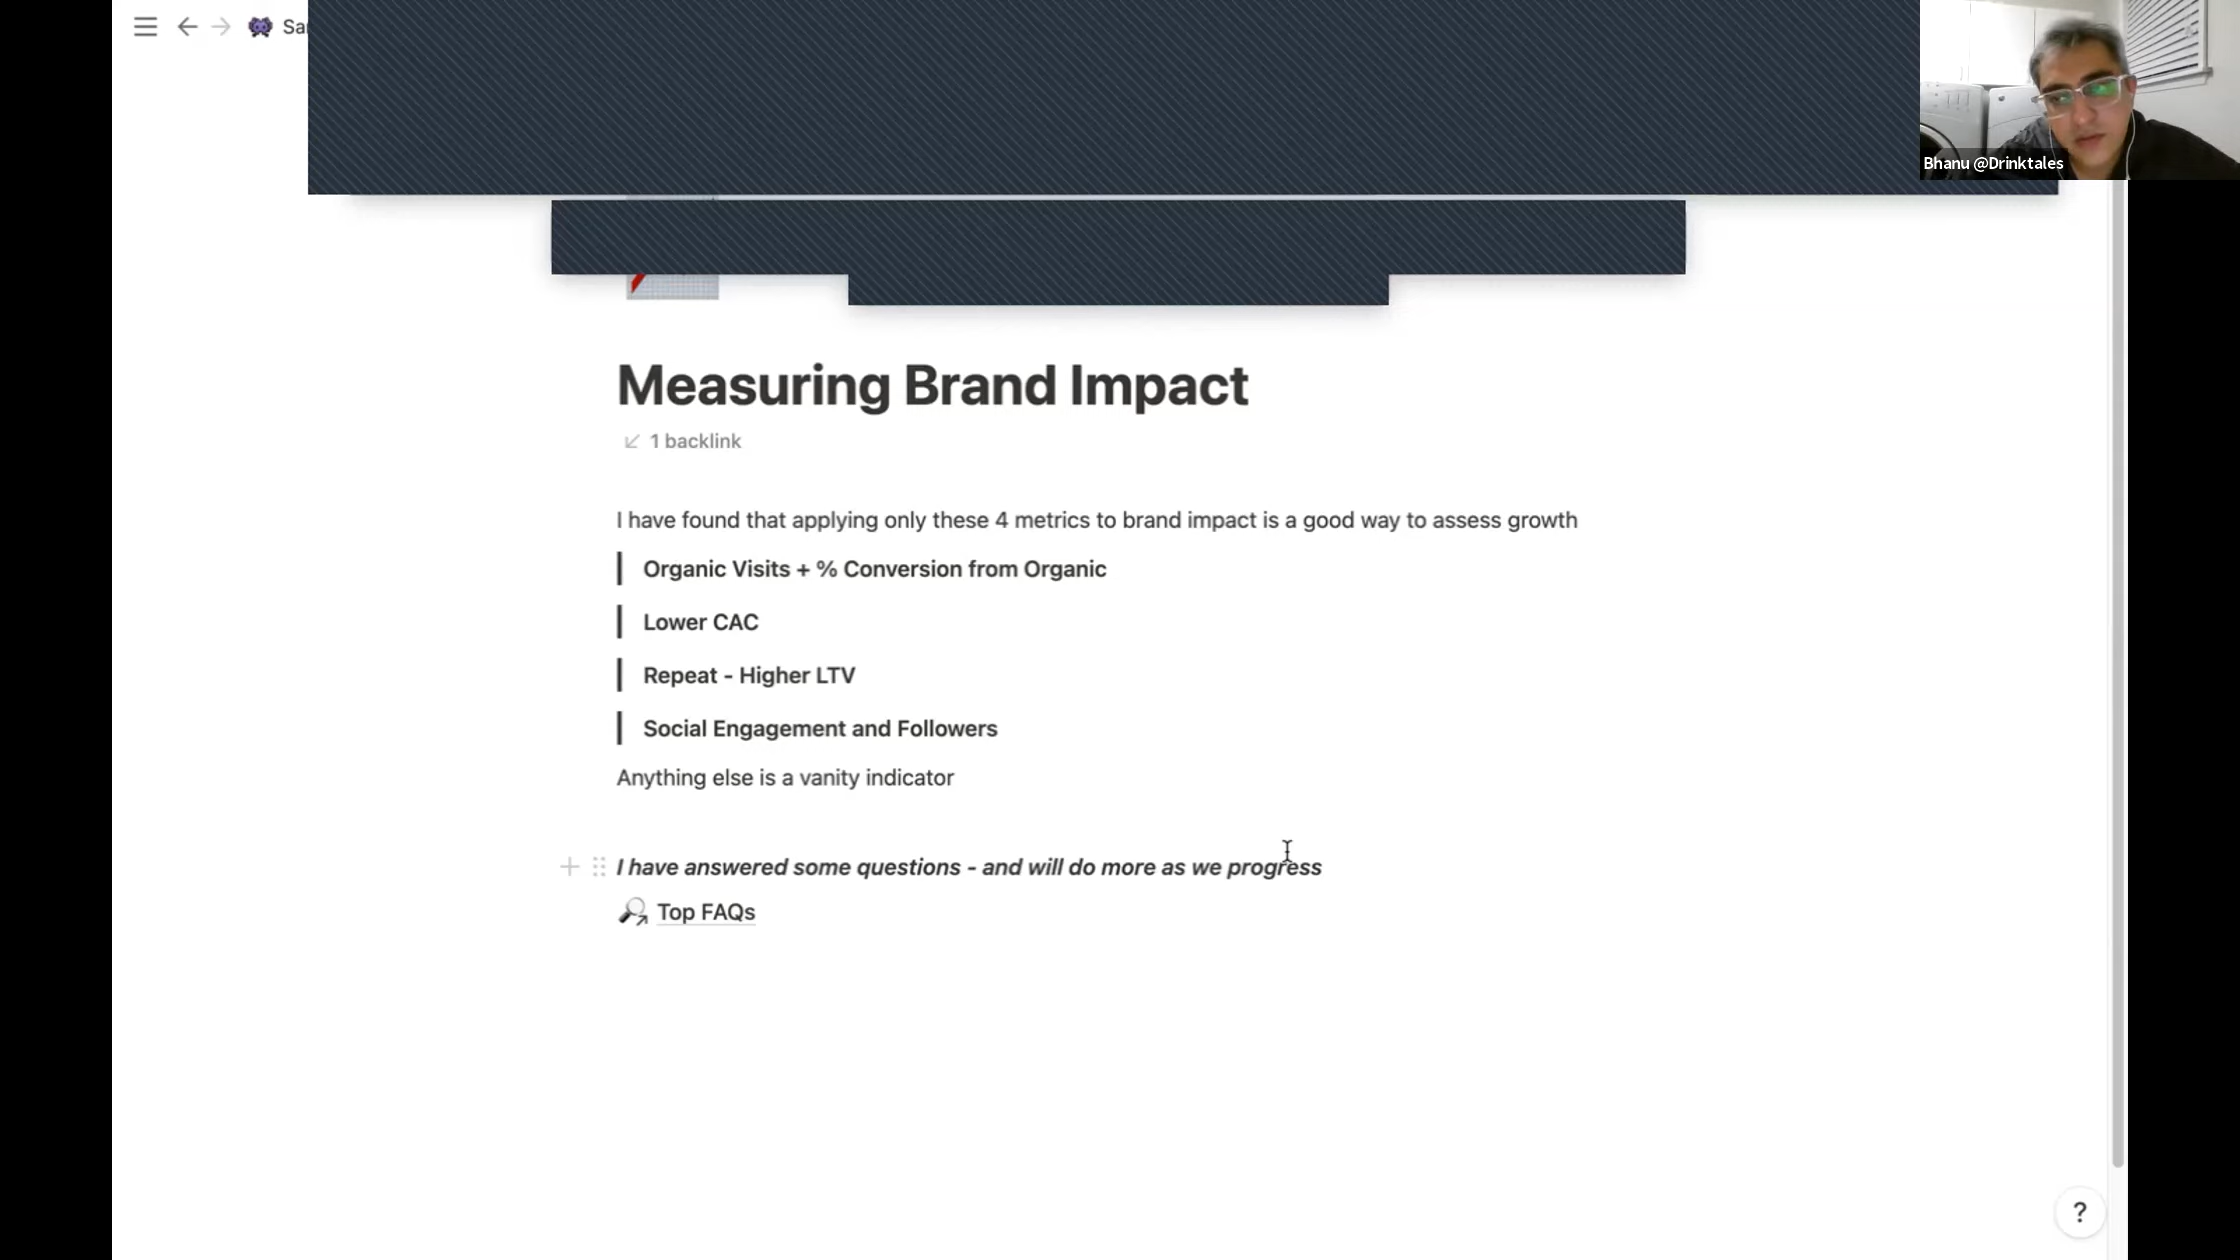 Bhanu @Drinktales
Measuring Brand Impact
1 backlink
I have found that applying only these 4 metrics to brand impact is a good way to assess growth
Organic Visits + % Conversion from Organic
Lower CAC
Repeat - Higher LTV
Social Engagement and Followers
Anything else is a vanity indicator
I have answered some questions - and will do more as we progress
Top FAQs
?